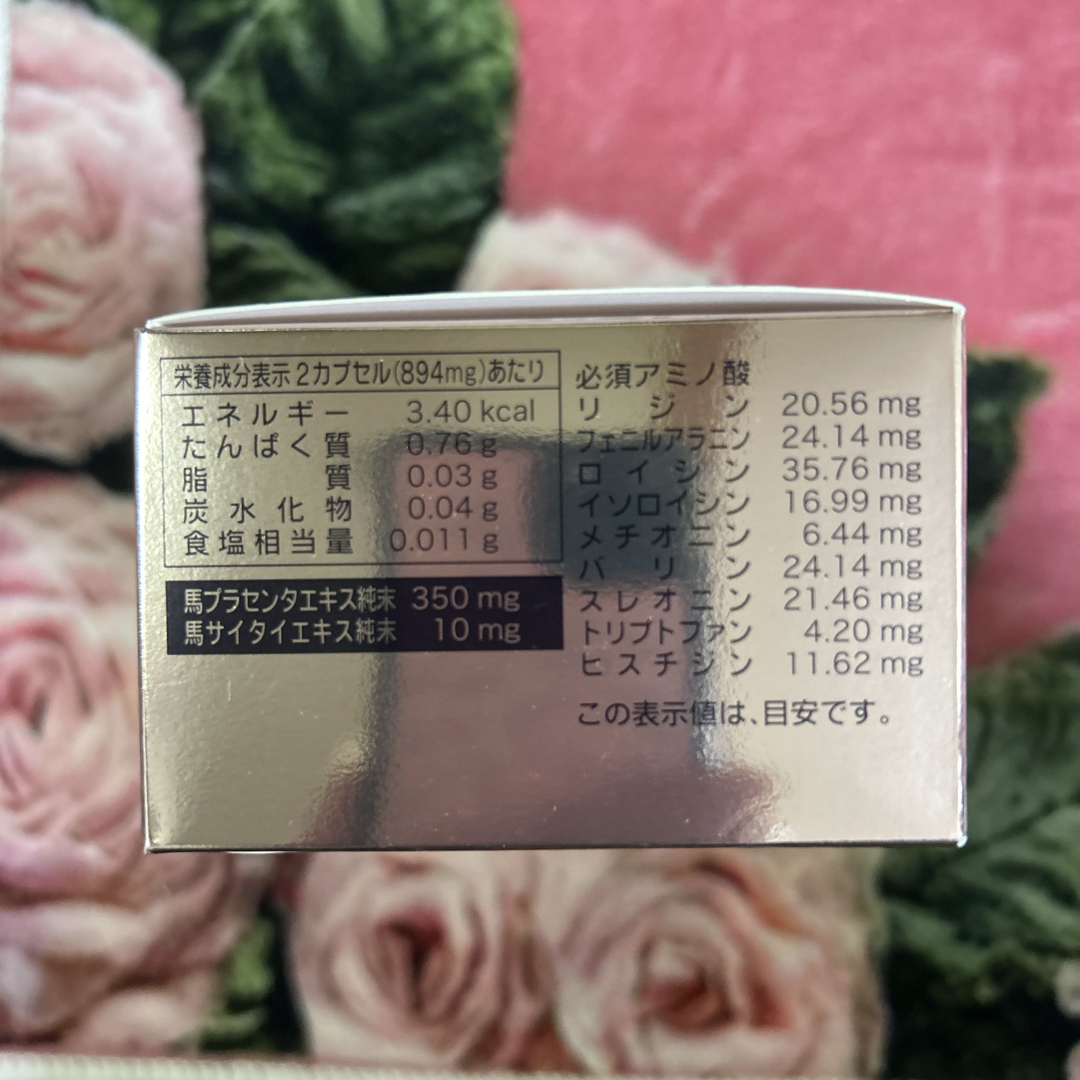 栄養成分表示2カプセル(894mg)あたり
エネルギー 3.40 kcal
たんぱく質 0.76 g
脂質 0.03 g
炭水化物 0.04 g
食塩相当量 0.011 g
馬プラセンタエキス純末 350 mg
馬サイタイエキス純末 10 mg
必須アミノ酸
リジン 20.56 mg
フェニルアラニン 24.14 mg
ロイシン 35.76 mg
イソロイシン 16.99 mg
メチオニン 6.44 mg
バリン 24.14 mg
スレオニン 21.46 mg
トリプトファン 4.20 mg
ヒスチジン 11.62 mg
この表示値は、目安です。